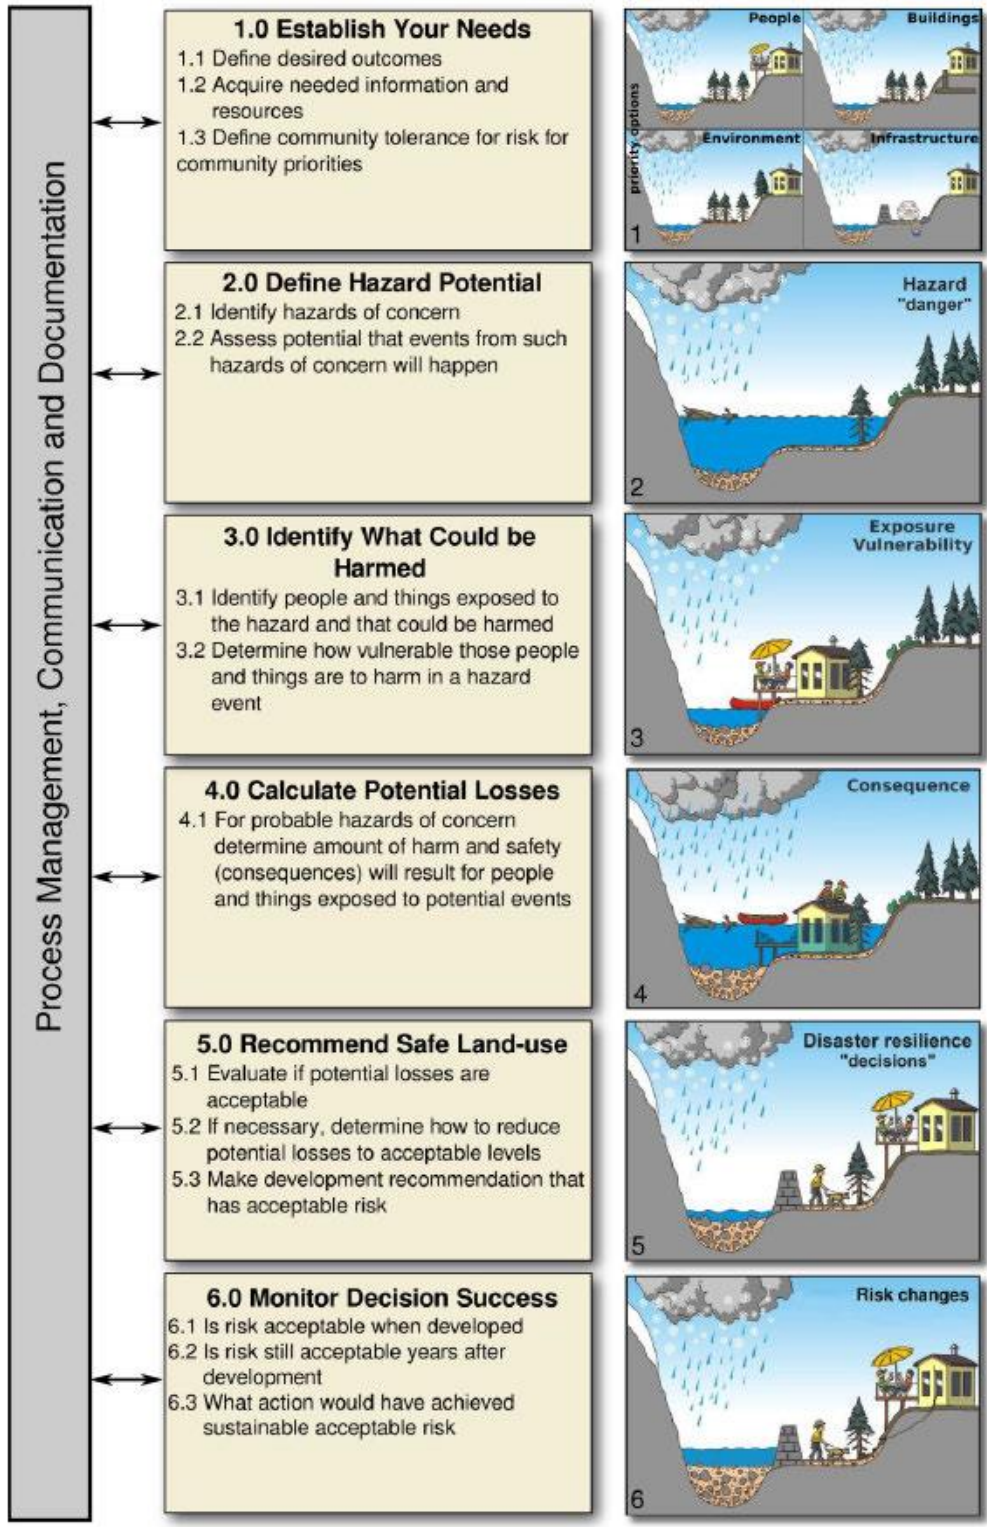 Process Management, Communication and Documentation
1.0 Establish Your Needs
1.1 Define desired outcomes
1.2 Acquire needed information and
resources
1.3 Define community tolerance for risk for
community priorities
priority options
People
Buildings
Environment
Infrastructure
1
2.0 Define Hazard Potential
2.1 Identify hazards of concern
2.2 Assess potential that events from such
hazards of concern will happen
Hazard
"danger"
2
3.0 Identify What Could be
Harmed
3.1 Identify people and things exposed to
the hazard and that could be harmed
3.2 Determine how vulnerable those people
and things are to harm in a hazard
event
Exposure
Vulnerability
3
4.0 Calculate Potential Losses
4.1 For probable hazards of concern
determine amount of harm and safety
(consequences) will result for people
and things exposed to potential events
Consequence
4
5.0 Recommend Safe Land-use
5.1 Evaluate if potential losses are
acceptable
5.2 If necessary, determine how to reduce
potential losses to acceptable levels
5.3 Make development recommendation that
has acceptable risk
Disaster resilience
"decisions"
5
6.0 Monitor Decision Success
6.1 Is risk acceptable when developed
6.2 Is risk still acceptable years after
development
6.3 What action would have achieved
sustainable acceptable risk
Risk changes
6